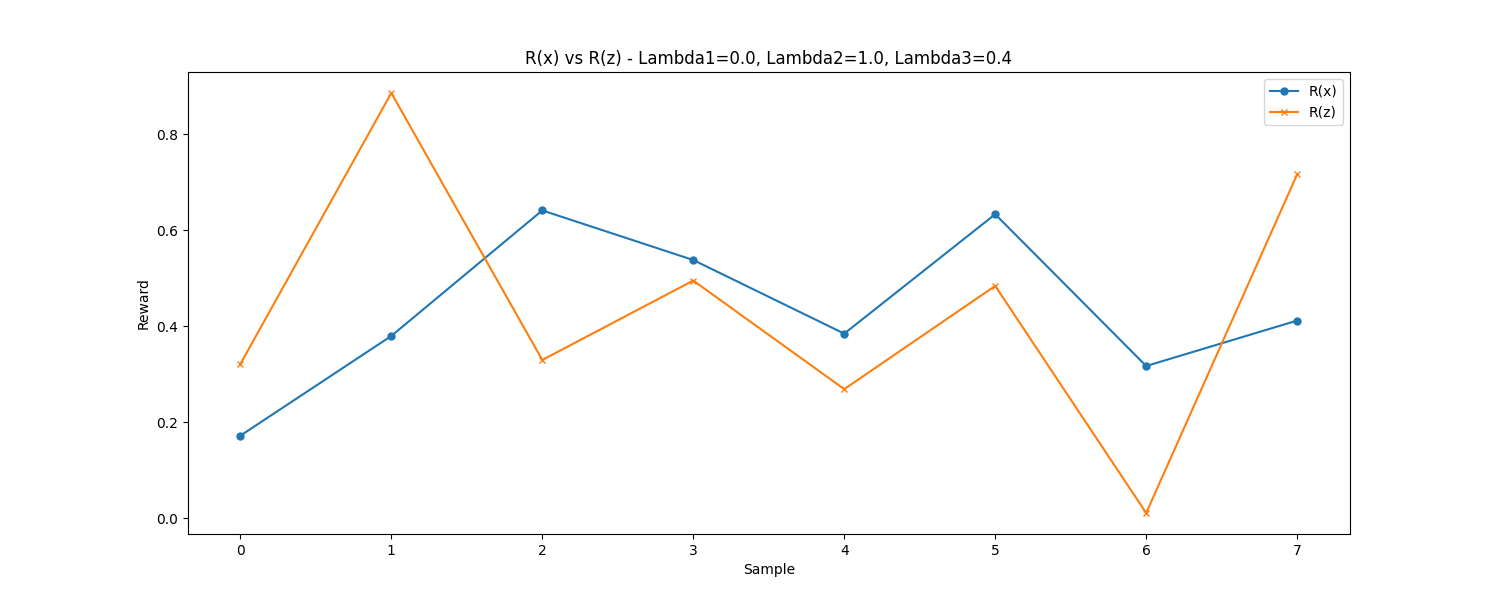 R(x) vs R(z) - Lambda1=0.0, Lambda2=1.0, Lambda3=0.4
R(x)
R(z)
0.8
0.6
0.4
0.2
0.0
Reward
0 1 2 3 4 5 6 7
Sample